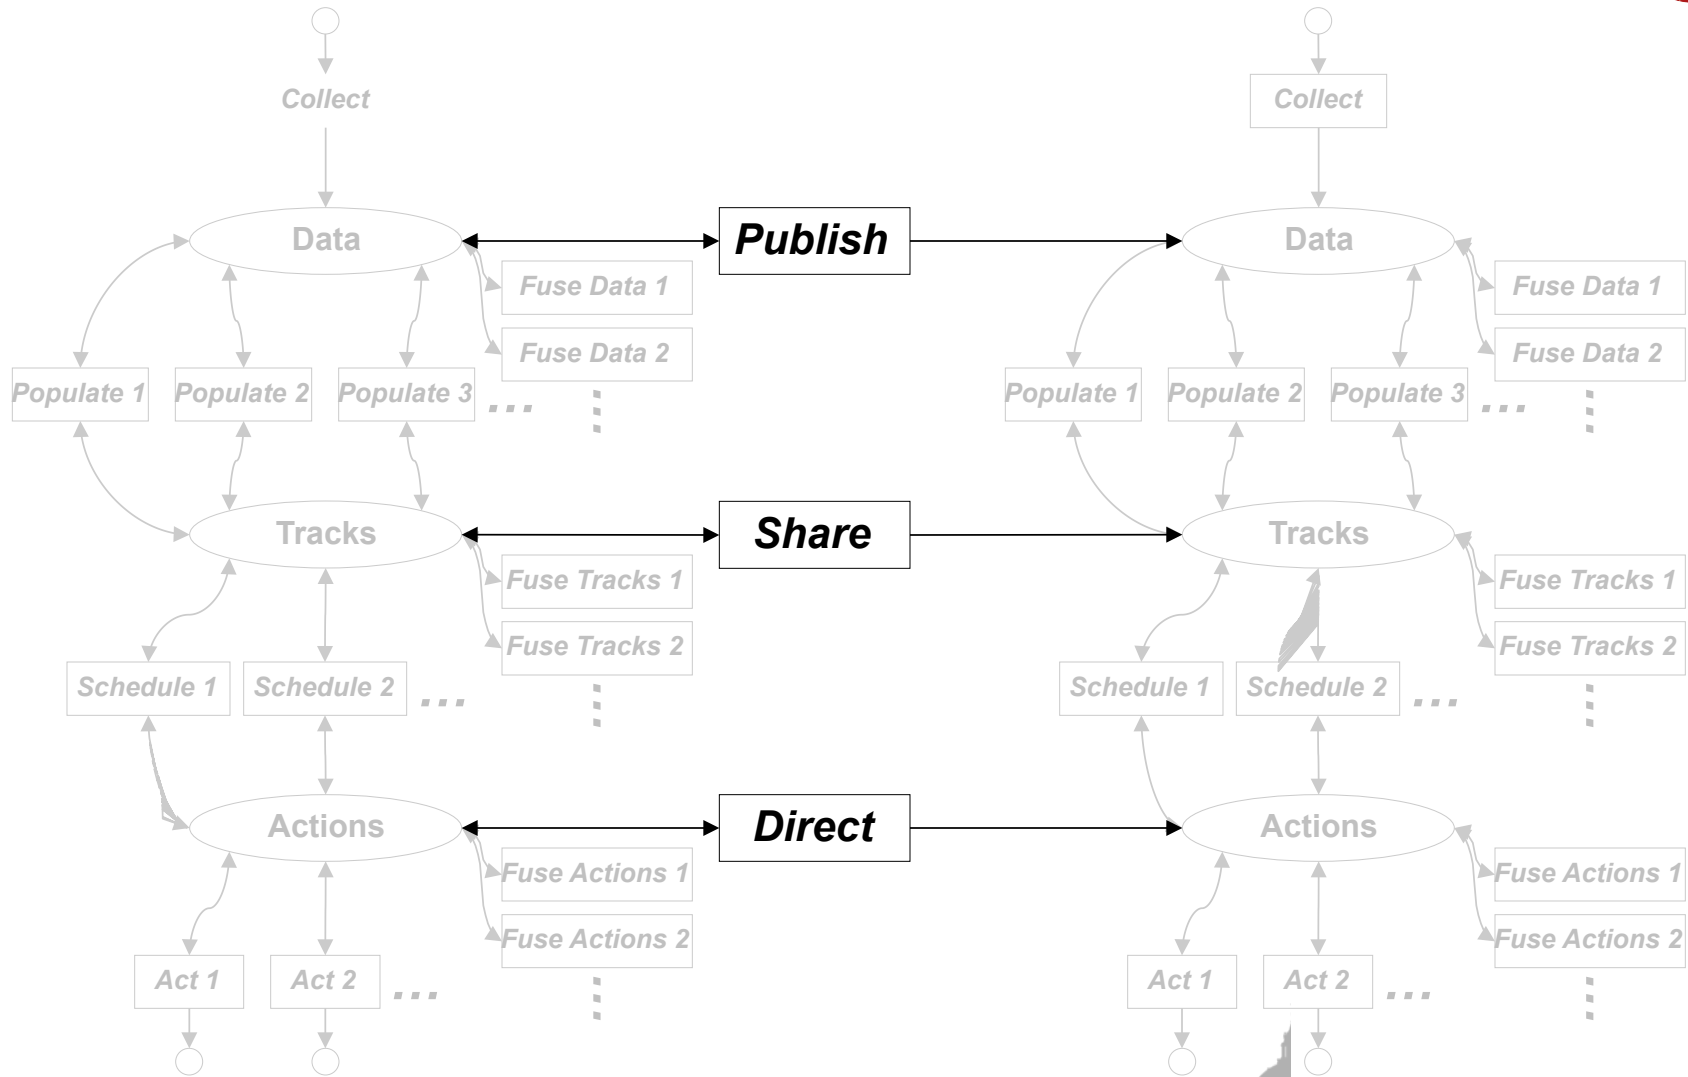 Collect
Collect
Data
Publish
Data
Fuse Data 1
Fuse Data 1
Fuse Data 2
Fuse Data 2
Populate 1
Populate 2
Populate 3
...
Populate 1
Populate 2
Populate 3
...
Tracks
Share
Tracks
Fuse Tracks 1
Fuse Tracks 1
Fuse Tracks 2
Fuse Tracks 2
Schedule 1
Schedule 2
...
Schedule 1
Schedule 2
...
Actions
Direct
Actions
Fuse Actions 1
Fuse Actions 1
Fuse Actions 2
Fuse Actions 2
Act 1
Act 2
...
Act 1
Act 2
...